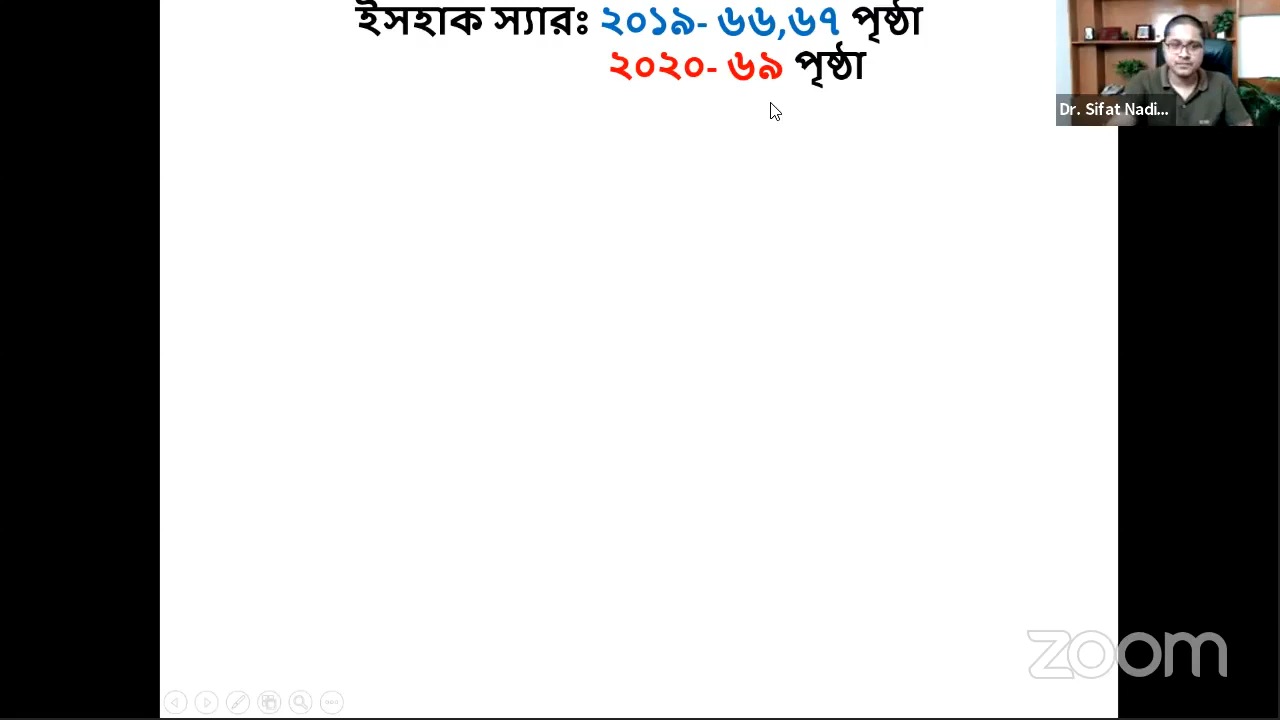 ইসহাক স্যারঃ ২০১৯- ৬৬,৬৭ পৃষ্ঠা
২০২০- ৬৯ পৃষ্ঠা
Dr. Sifat Nadi...
zoom